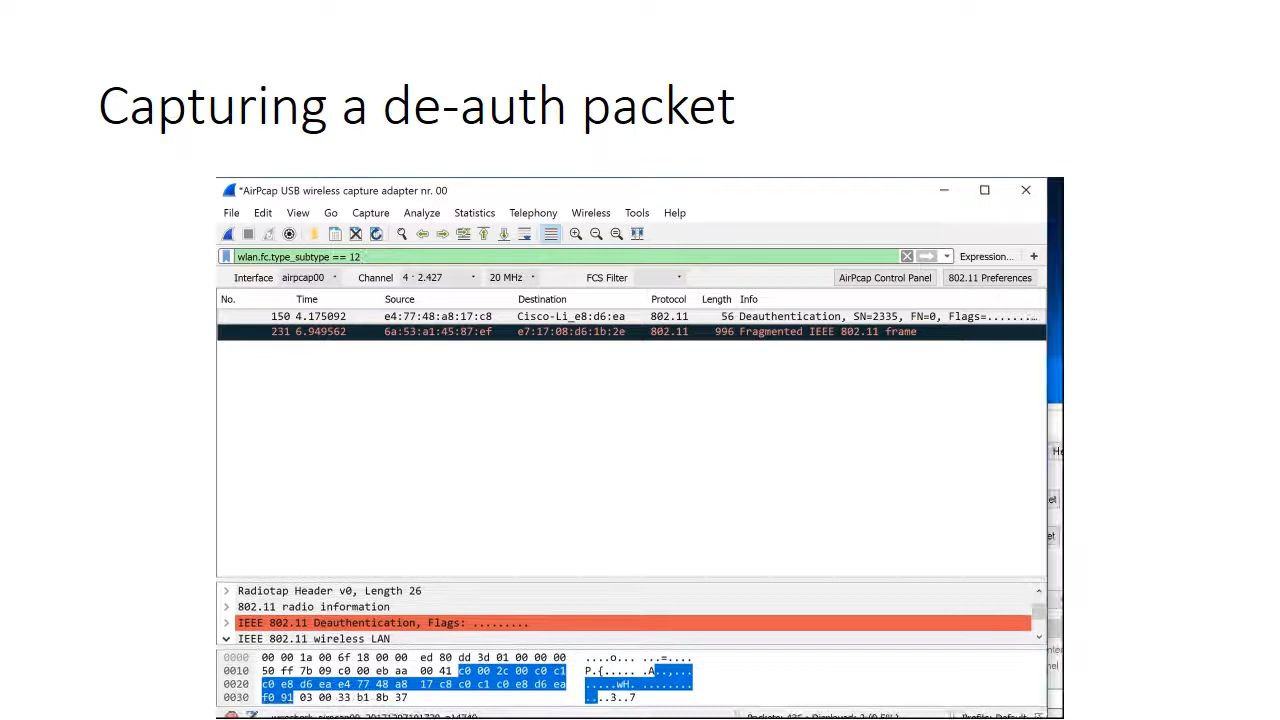 Capturing a de-auth packet
*AirPcap USB wireless capture adapter nr. 00
File Edit View Go Capture Analyze Statistics Telephony Wireless Tools Help
wlan.fc.type_subtype == 12 Expression... +
Interface airpcap00 Channel 4 - 2.427 20 MHz FCS Filter AirPcap Control Panel 802.11 Preferences
No. Time Source Destination Protocol Length Info
150 4.175092 e4:77:48:a8:17:c8 Cisco-Li_e8:d6:ea 802.11 56 Deauthentication, SN=2335, FN=0, Flags=.......…
231 6.949562 6a:53:a1:45:87:ef e7:17:08:d6:1b:2e 802.11 996 Fragmented IEEE 802.11 frame
He
et
et
Radiotap Header v0, Length 26
802.11 radio information
IEEE 802.11 Deauthentication, Flags: .........
IEEE 802.11 wireless LAN
0000 00 00 1a 00 6f 18 00 00 ed 80 dd 3d 01 00 00 00 ....o... ...=....
0010 50 ff 7b 09 c0 00 eb aa 00 41 c0 00 2c 00 c0 c1 P.{..... .A..,...
0020 c0 e8 d6 ea e4 77 48 a8 17 c8 c0 c1 c0 e8 d6 ea .....wH. ........
0030 f0 91 03 00 33 b1 8b 37 ....3..7